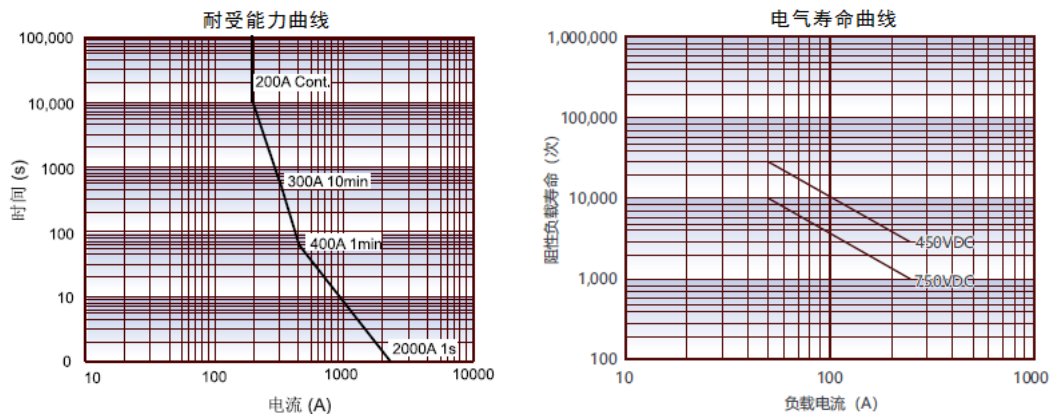 耐受能力曲线
100,000
10,000
1000
100
10
0
时间 (s)
200A Cont.
300A 10min
400A 1min
2000A 1s
10
100
1000
10000
电流 (A)
电气寿命曲线
1,000,000
100,000
10,000
1,000
100
阻性负载寿命（次）
450VDC
750VDC
10
100
1000
负载电流（A）